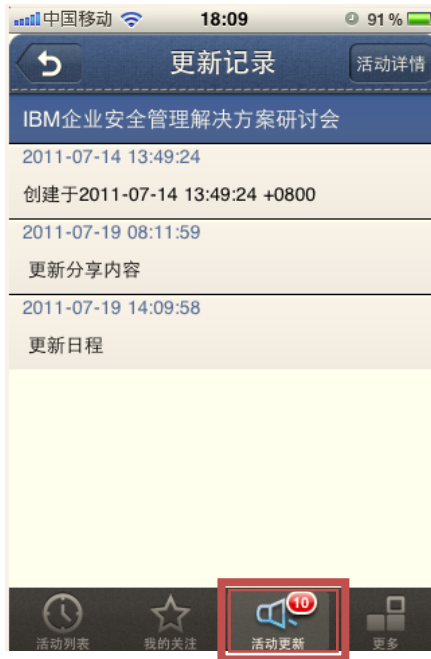 中国移动 18:09 91%
更新记录 活动详情
IBM企业安全管理解决方案研讨会
2011-07-14 13:49:24
创建于2011-07-14 13:49:24 +0800
2011-07-19 08:11:59
更新分享内容
2011-07-19 14:09:58
更新日程
10
活动列表 我的关注 活动更新 更多